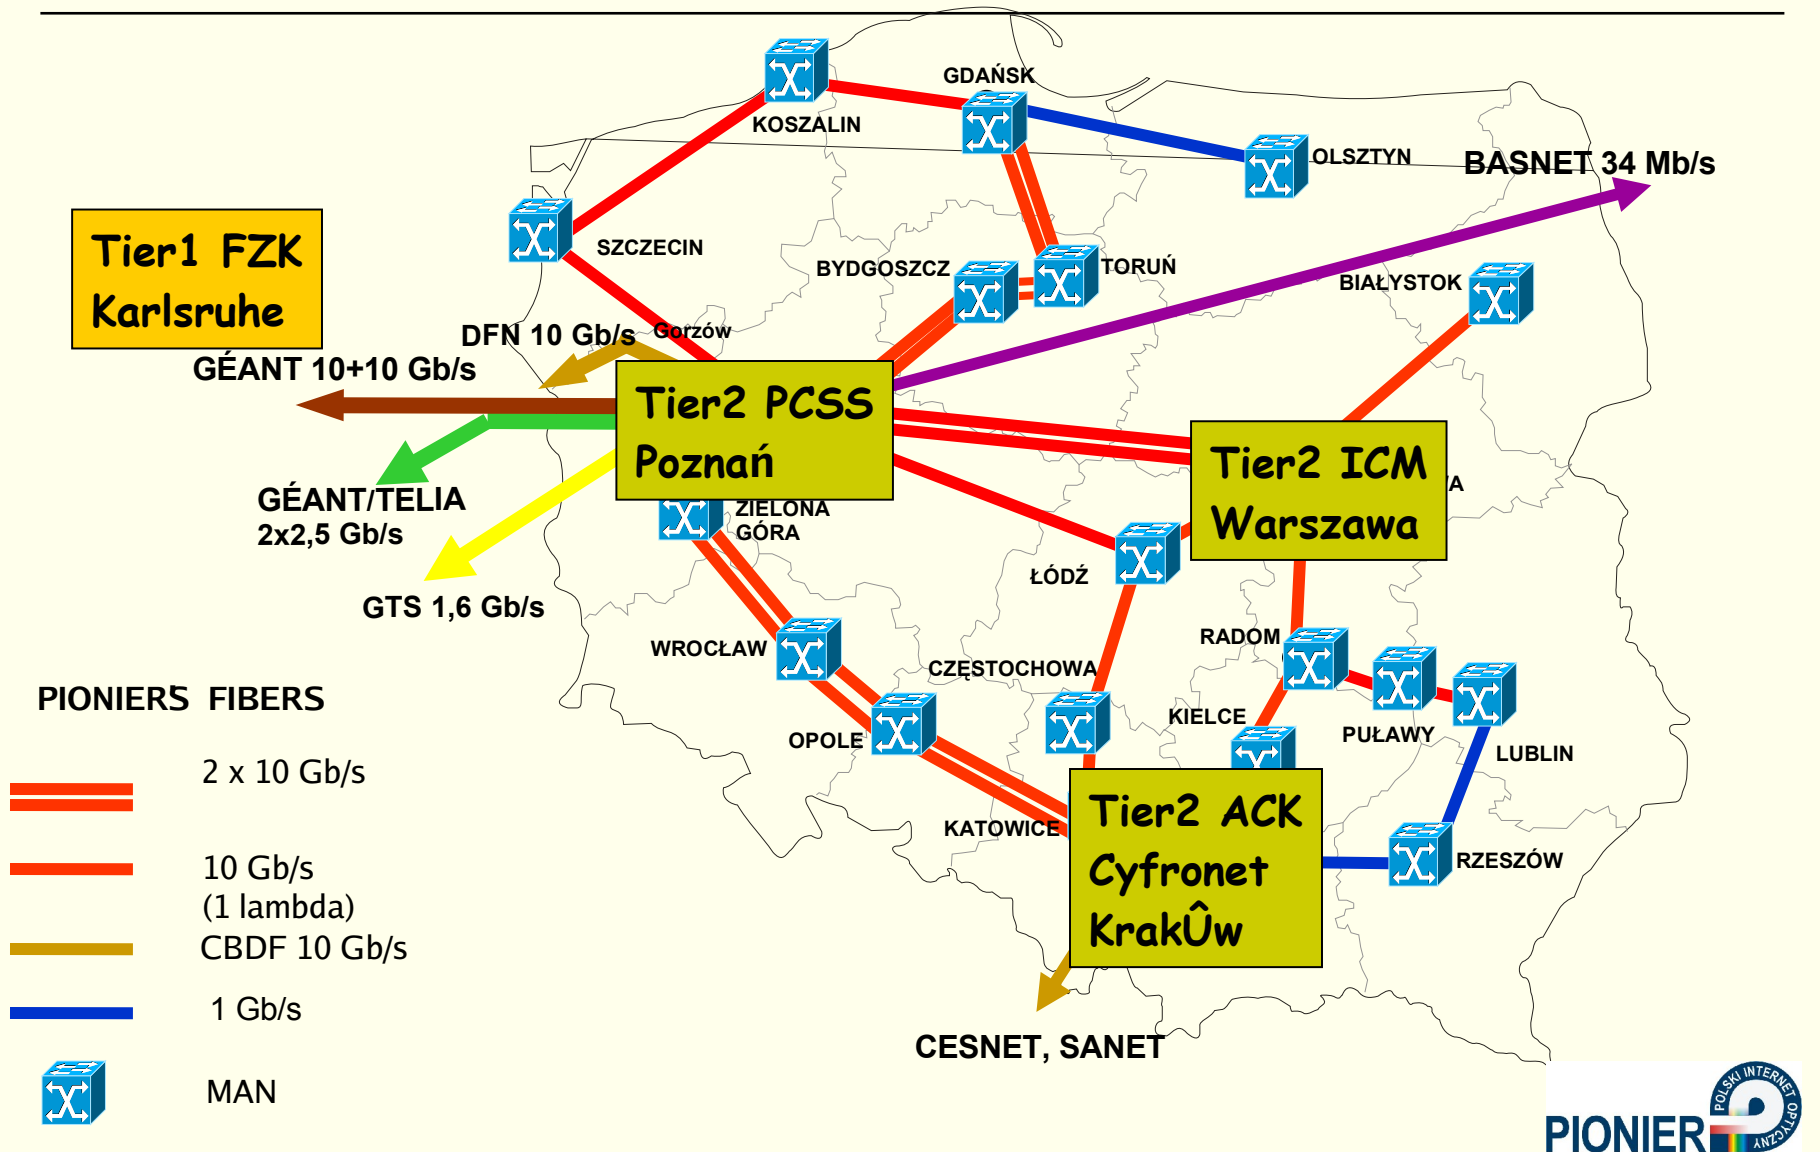 GDAŃSK
KOSZALIN
OLSZTYN
BASNET 34 Mb/s
SZCZECIN
BYDGOSZCZ
TORUŃ
BIAŁYSTOK
Tier1 FZK
Karlsruhe
DFN 10 Gb/s
Gorzów
GÉANT 10+10 Gb/s
Tier2 PCSS
Poznań
Tier2 ICM
Warszawa
WA
GÉANT/TELIA
2x2,5 Gb/s
ZIELONA
GÓRA
ŁÓDŹ
GTS 1,6 Gb/s
WROCŁAW
CZĘSTOCHOWA
RADOM
KIELCE
PUŁAWY
LUBLIN
OPOLE
KATOWICE
Tier2 ACK
Cyfronet
KrakÛw
RZESZÓW
CESNET, SANET
PIONIER'S FIBERS
2 x 10 Gb/s
10 Gb/s
(1 lambda)
CBDF 10 Gb/s
1 Gb/s
MAN
POLSKI INTERNET OPTYCZNY
PIONIER